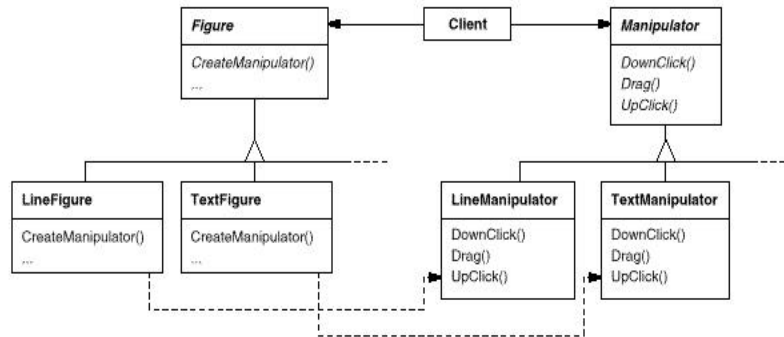 Figure
CreateManipulator()
...
Client
Manipulator
DownClick()
Drag()
UpClick()
LineFigure
CreateManipulator()
...
TextFigure
CreateManipulator()
...
LineManipulator
DownClick()
Drag()
UpClick()
TextManipulator
DownClick()
Drag()
UpClick()